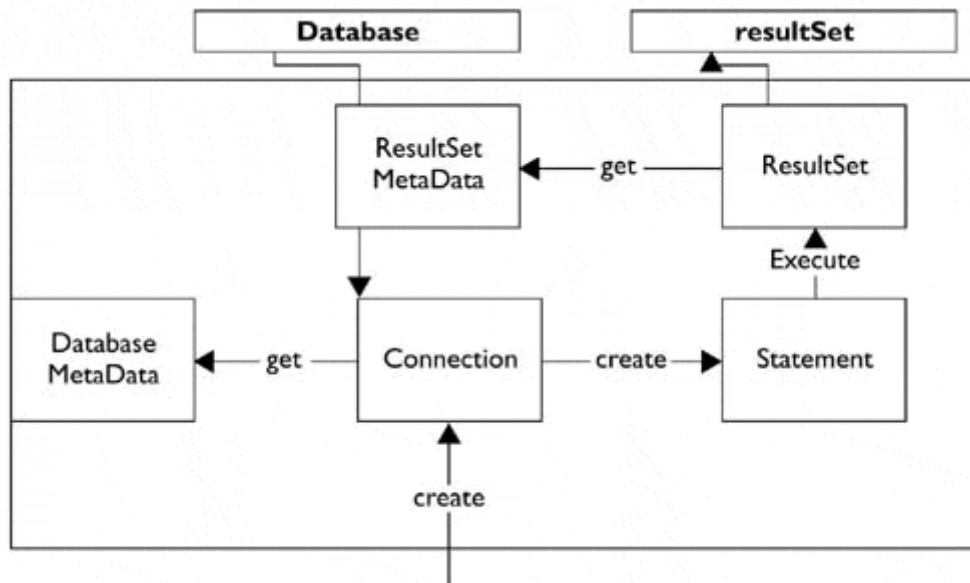 Database
resultSet
ResultSet
MetaData
get
ResultSet
Execute
Database
MetaData
get
Connection
create
Statement
create